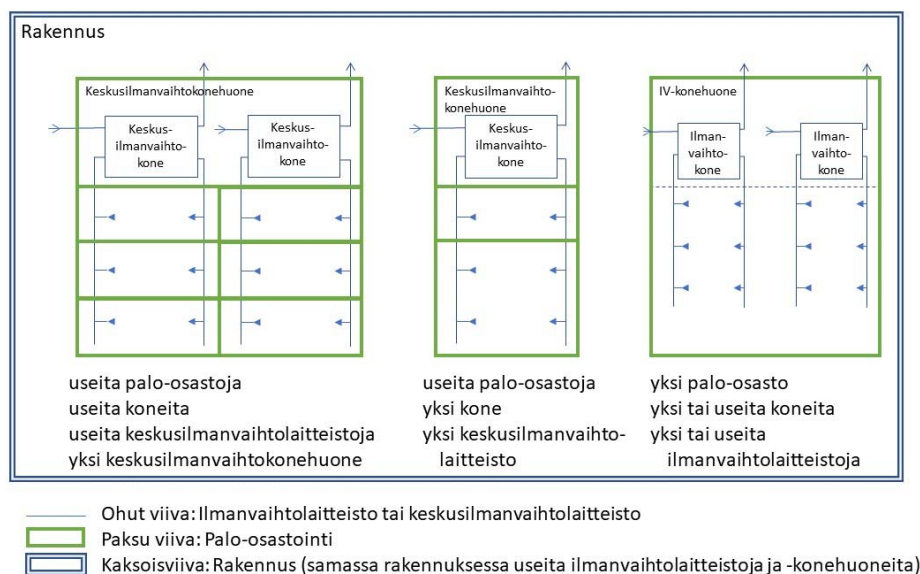 Rakennus
Keskusilmanvaihtokonehuone
Keskus-
ilmanvaihto-
kone
Keskus-
ilmanvaihto-
kone
useita palo-osastoja
useita koneita
useita keskusilmanvaihtolaitteistoja
yksi keskusilmanvaihtokonehuone
Keskusilmanvaihto-
konehuone
Keskus-
ilmanvaihto-
kone
useita palo-osastoja
yksi kone
yksi keskusilmanvaihto-
laitteisto
IV-konehuone
Ilman-
vaihto-
kone
Ilman-
vaihto-
kone
yksi palo-osasto
yksi tai useita koneita
yksi tai useita
ilmanvaihtolaitteistoja
Ohut viiva: Ilmanvaihtolaitteisto tai keskusilmanvaihtolaitteisto
Paksu viiva: Palo-osastointi
Kaksoisviiva: Rakennus (samassa rakennuksessa useita ilmanvaihtolaitteistoja ja -konehuoneita)